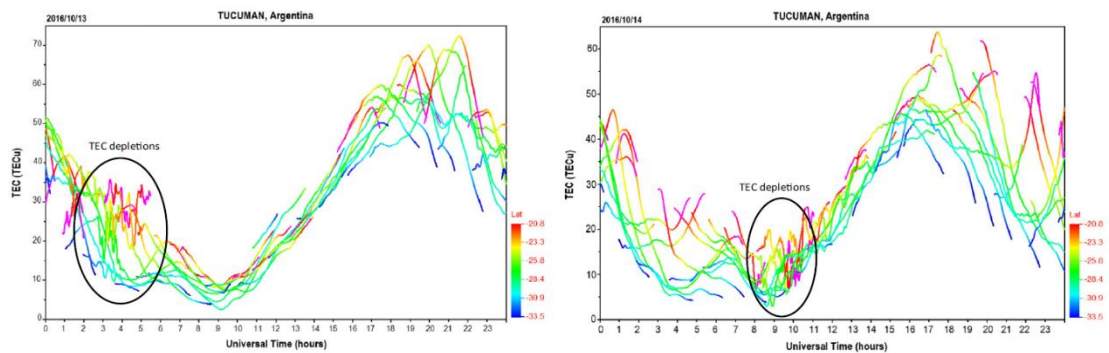 2016/10/13 TUCUMAN, Argentina
70
60
50
40
30
20
10
0
TEC (TECu)
TEC depletions
Lat
-20.8
-23.3
-25.8
-28.4
-30.9
-33.5
0 1 2 3 4 5 6 7 8 9 10 11 12 13 14 15 16 17 18 19 20 21 22 23
Universal Time (hours)
2016/10/14 TUCUMAN, Argentina
60
50
40
30
20
10
0
TEC (TECu)
TEC depletions
Lat
-20.8
-23.3
-25.8
-28.4
-30.9
-33.5
0 1 2 3 4 5 6 7 8 9 10 11 12 13 14 15 16 17 18 19 20 21 22 23
Universal Time (hours)